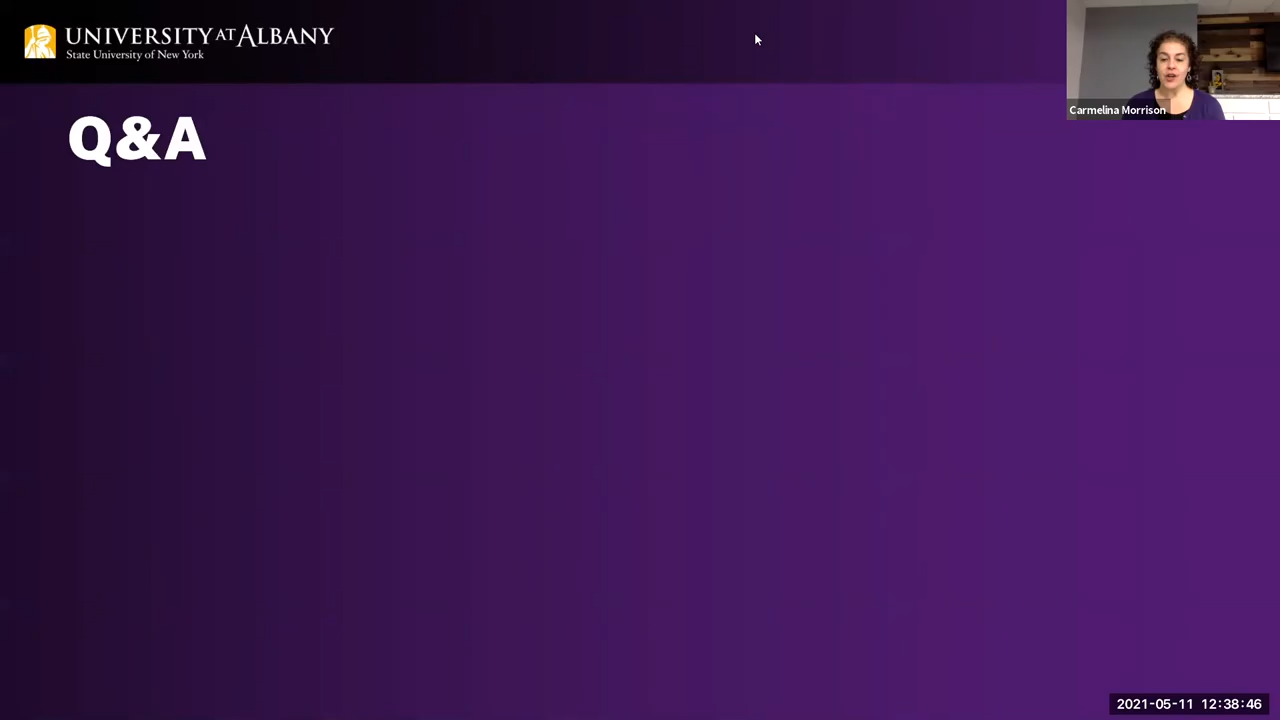 UNIVERSITY AT ALBANY
State University of New York
Carmelina Morrison
Q&A
2021-05-11 12:38:46